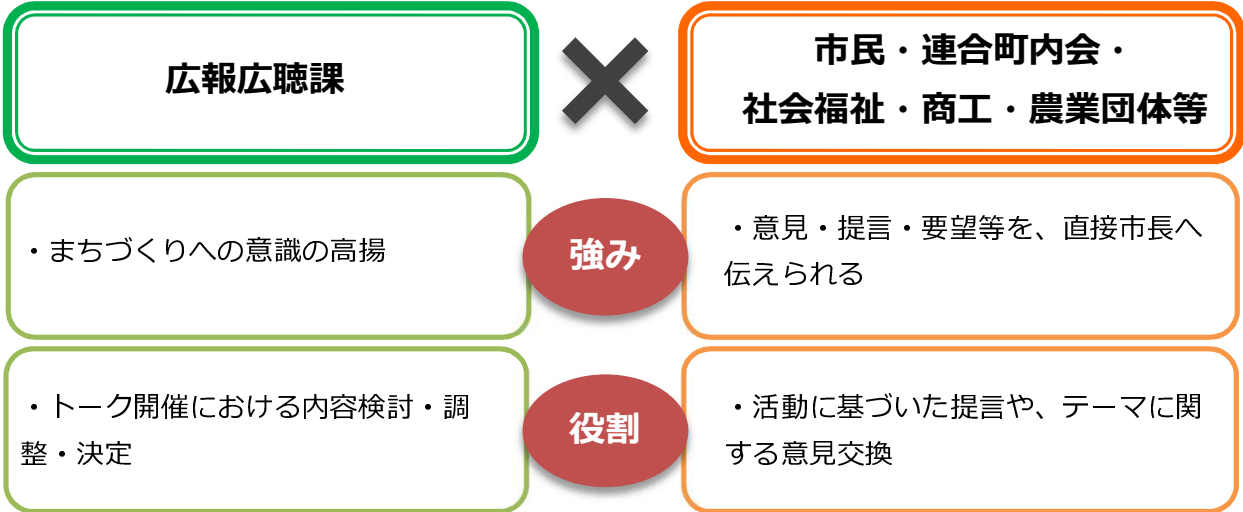 広報広聴課
市民・連合町内会・
社会福祉・商工・農業団体等
・まちづくりへの意識の高揚
強み
・意見・提言・要望等を、直接市長へ
伝えられる
・トーク開催における内容検討・調
整・決定
役割
・活動に基づいた提言や、テーマに関
する意見交換